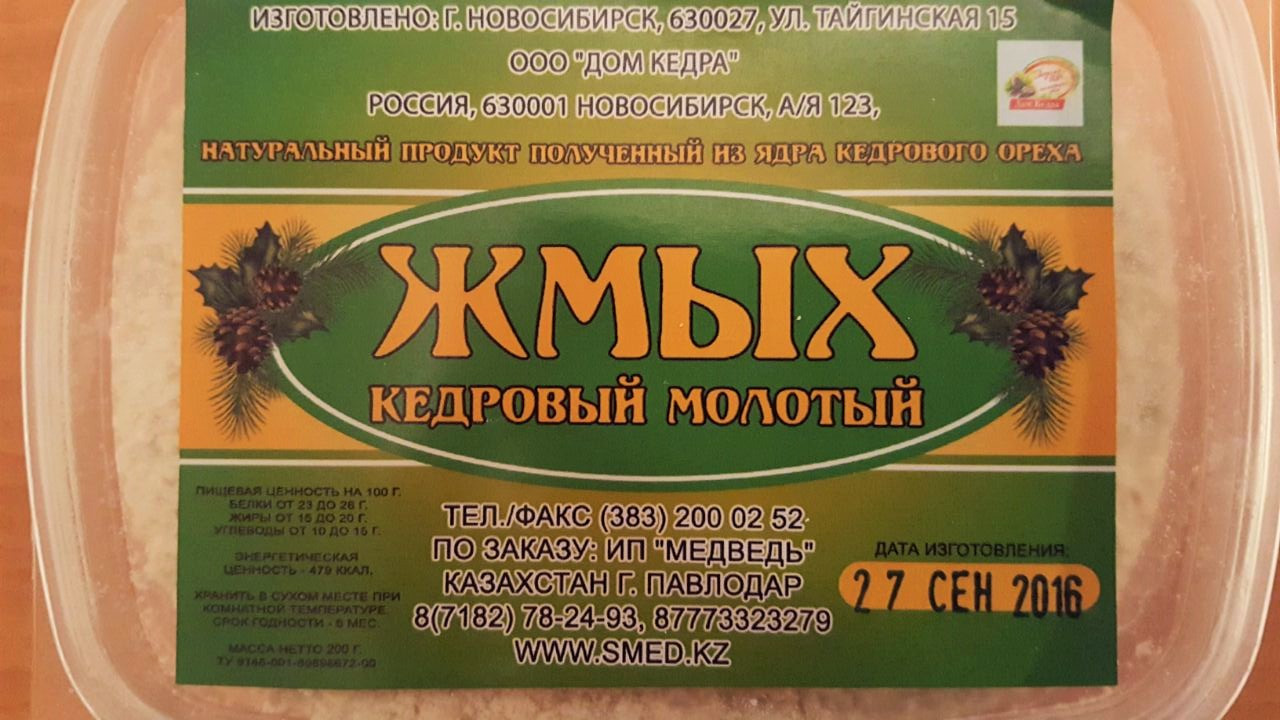 ИЗГОТОВЛЕНО: Г. НОВОСИБИРСК, 630027, УЛ. ТАЙГИНСКАЯ 15
ООО "ДОМ КЕДРА"
РОССИЯ, 630001 НОВОСИБИРСК, А/Я 123,
Дом Кедра
НАТУРАЛЬНЫЙ ПРОДУКТ ПОЛУЧЕННЫЙ ИЗ ЯДРА КЕДРОВОГО ОРЕХА
ЖМЫХ
КЕДРОВЫЙ МОЛОТЫЙ
ПИЩЕВАЯ ЦЕННОСТЬ НА 100 Г.
БЕЛКИ ОТ 23 ДО 28 Г.
ЖИРЫ ОТ 15 ДО 20 Г.
УГЛЕВОДЫ ОТ 10 ДО 15 Г.
ЭНЕРГЕТИЧЕСКАЯ
ЦЕННОСТЬ - 479 ККАЛ.
ХРАНИТЬ В СУХОМ МЕСТЕ ПРИ
КОМНАТНОЙ ТЕМПЕРАТУРЕ.
СРОК ГОДНОСТИ - 6 МЕС.
МАССА НЕТТО 200 Г.
ТУ
ТЕЛ./ФАКС (383) 200 02 52
ПО ЗАКАЗУ: ИП "МЕДВЕДЬ"
КАЗАХСТАН Г. ПАВЛОДАР
8(7182) 78-24-93, 87773323279
WWW.SMED.KZ
ДАТА ИЗГОТОВЛЕНИЯ:
27 СЕН 2016